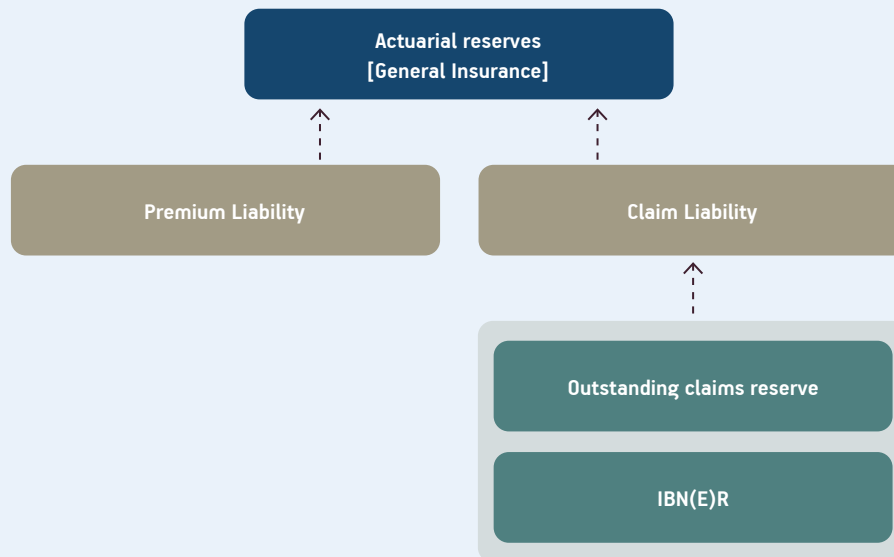 Actuarial reserves
[General Insurance]
Premium Liability
Claim Liability
Outstanding claims reserve
IBN(E)R